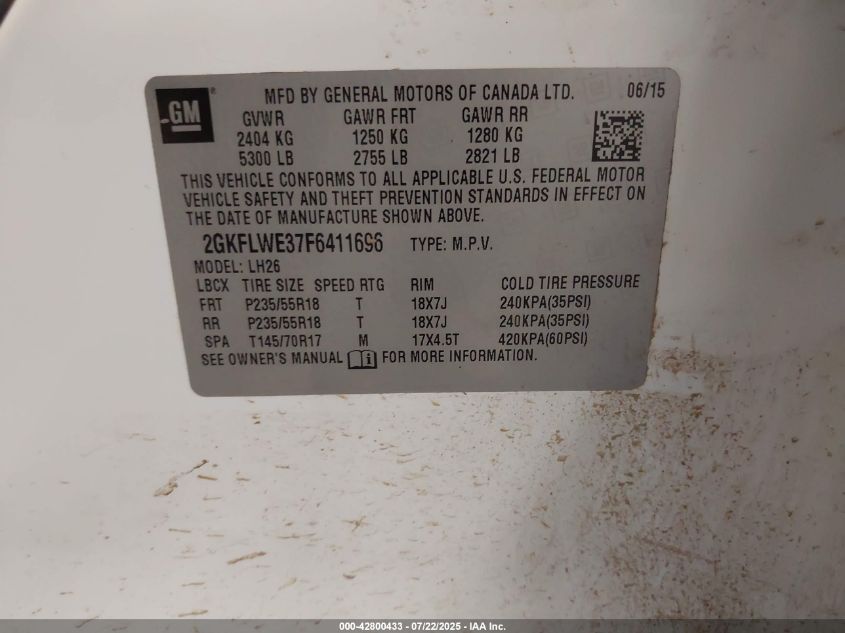 GM
MFD BY GENERAL MOTORS OF CANADA LTD. 06/15
GVWR GAWR FRT GAWR RR
2404 KG 1250 KG 1280 KG
5300 LB 2755 LB 2821 LB
THIS VEHICLE CONFORMS TO ALL APPLICABLE U.S. FEDERAL MOTOR
VEHICLE SAFETY AND THEFT PREVENTION STANDARDS IN EFFECT ON
THE DATE OF MANUFACTURE SHOWN ABOVE.
2GKFLWE37F6411696 TYPE: M.P.V.
MODEL: LH26
LBCX TIRE SIZE SPEED RTG RIM COLD TIRE PRESSURE
FRT P235/55R18 T 18X7J 240KPA(35PSI)
RR P235/55R18 T 18X7J 240KPA(35PSI)
SPA T145/70R17 M 17X4.5T 420KPA(60PSI)
SEE OWNER'S MANUAL FOR MORE INFORMATION.
000-42800433 - 07/22/2025 - IAA Inc.